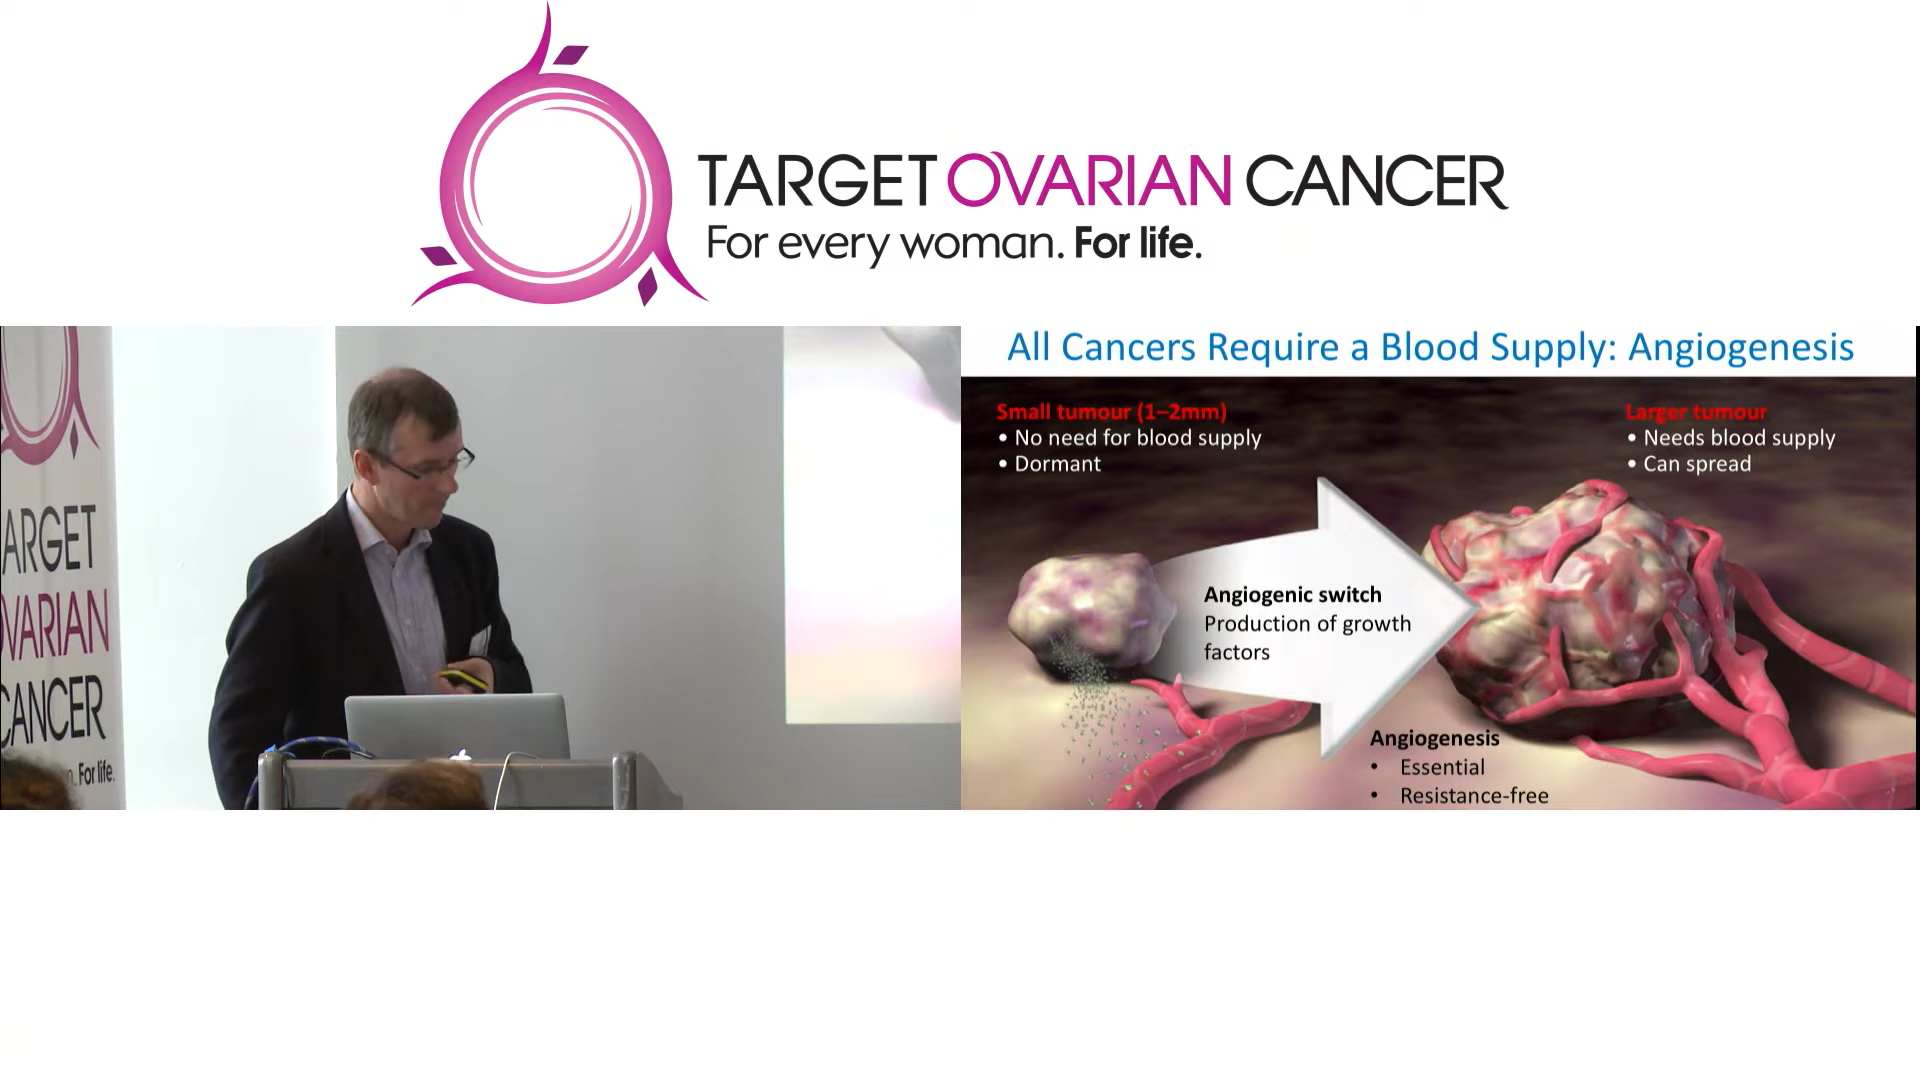 TARGET OVARIAN CANCER
For every woman. For life.
ARGET
OVARIAN
CANCER
n. For life.
All Cancers Require a Blood Supply: Angiogenesis
Small tumour (1–2mm)
• No need for blood supply
• Dormant
Larger tumour
• Needs blood supply
• Can spread
Angiogenic switch
Production of growth
factors
Angiogenesis
• Essential
• Resistance-free